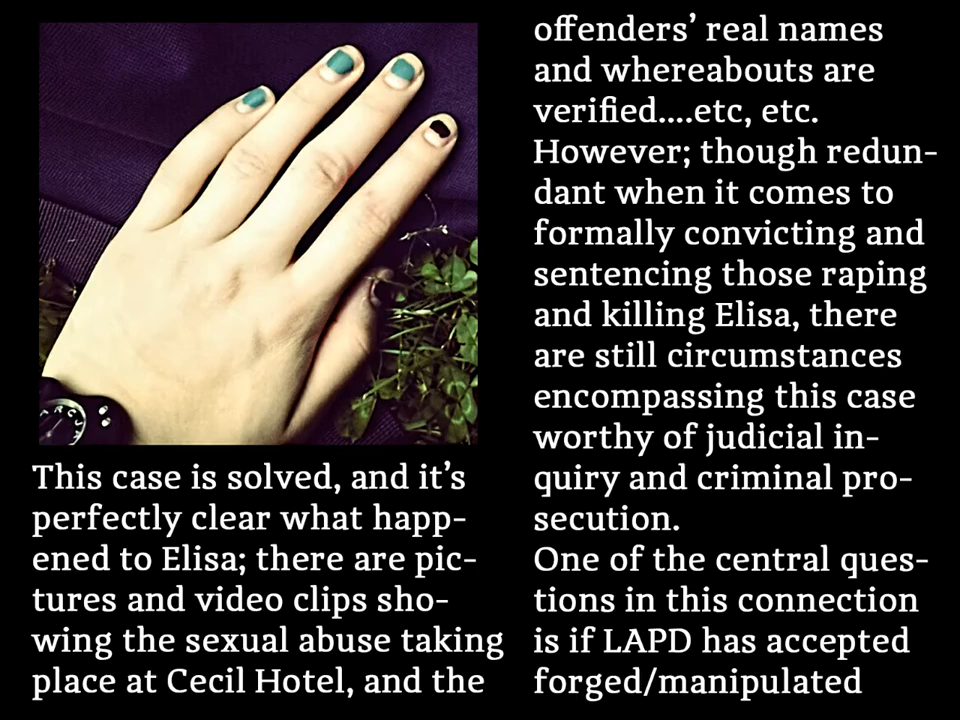 This case is solved, and it's
perfectly clear what happ-
ened to Elisa; there are pic-
tures and video clips sho-
wing the sexual abuse taking
place at Cecil Hotel, and the
offenders' real names
and whereabouts are
verified....etc, etc.
However; though redun-
dant when it comes to
formally convicting and
sentencing those raping
and killing Elisa, there
are still circumstances
encompassing this case
worthy of judicial in-
quiry and criminal pro-
secution.
One of the central ques-
tions in this connection
is if LAPD has accepted
forged/manipulated